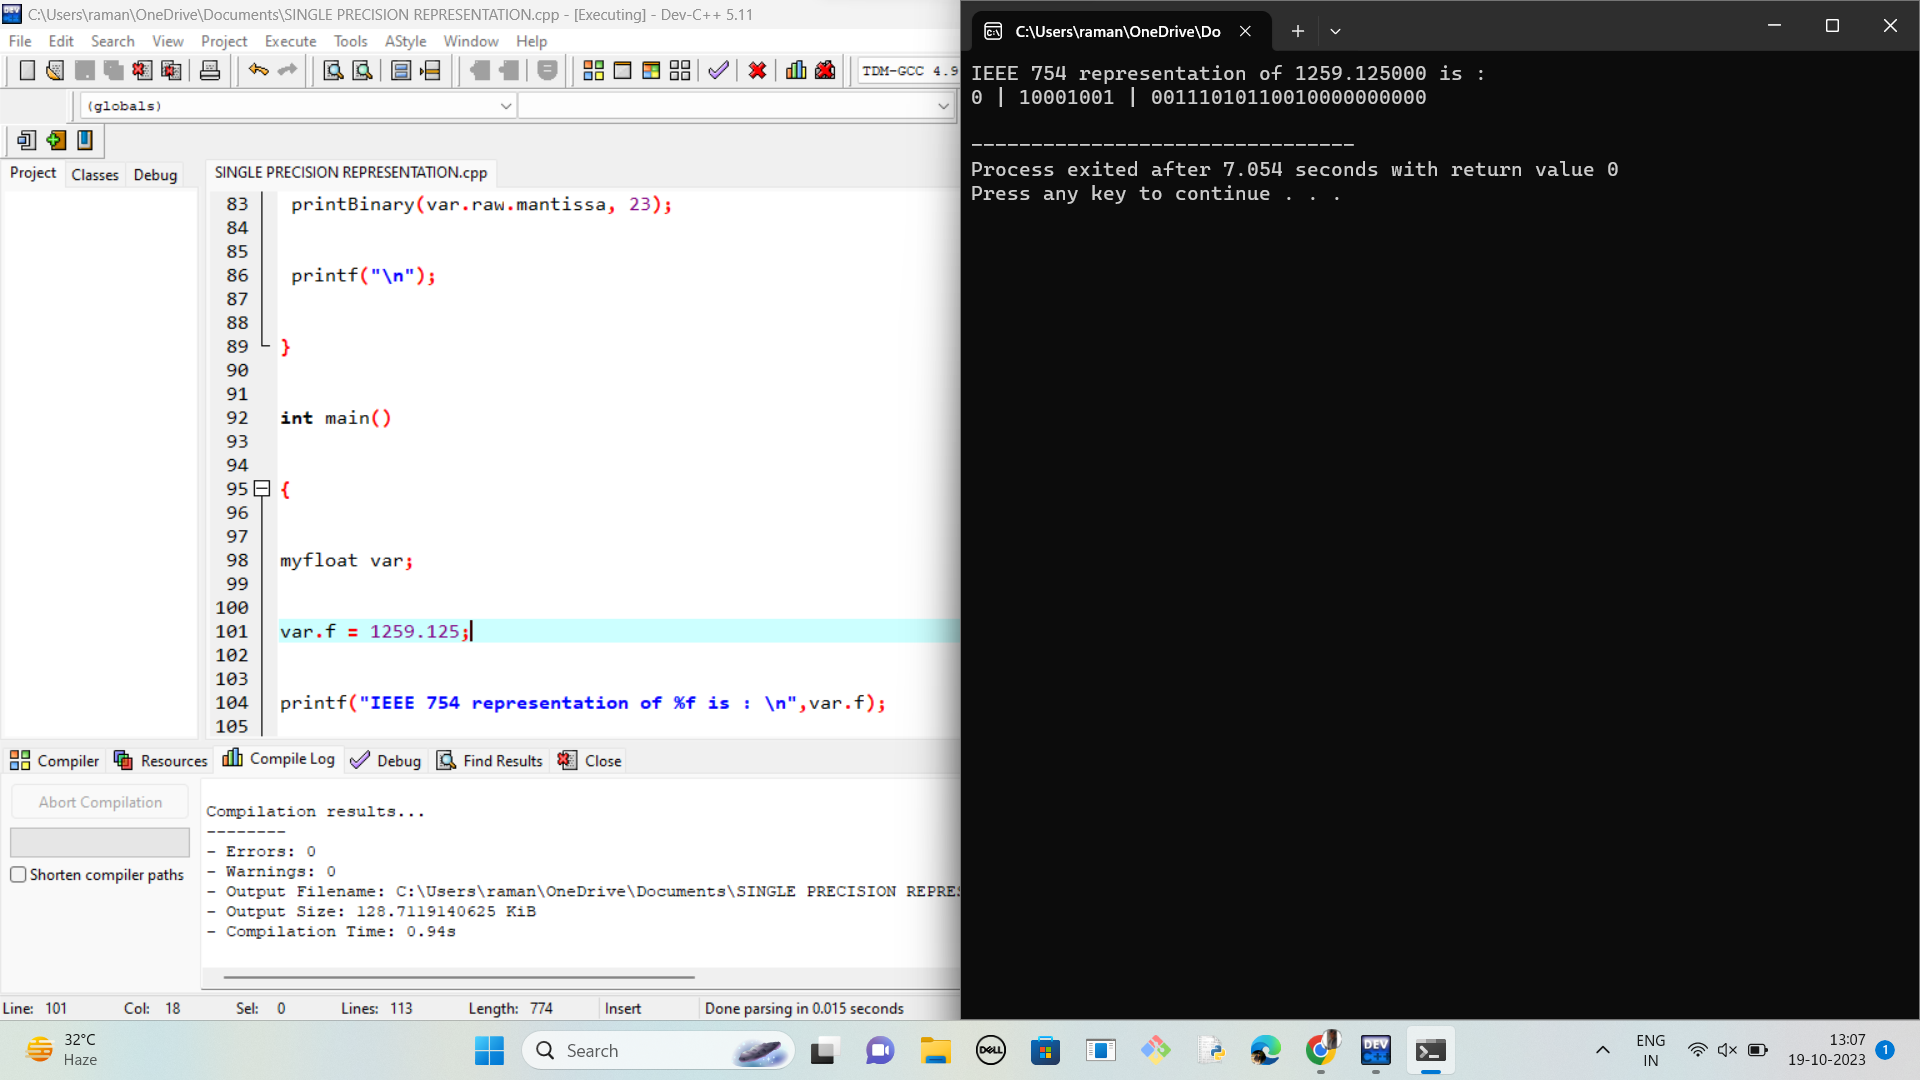 C:\Users\raman\OneDrive\Documents\SINGLE PRECISION REPRESENTATION.cpp - [Executing] - Dev-C++ 5.11
File Edit Search View Project Execute Tools AStyle Window Help
TDM-GCC 4.9
(globals)
Project Classes Debug
SINGLE PRECISION REPRESENTATION.cpp
83 printBinary(var.raw.mantissa, 23);
84
85
86 printf("\n");
87
88
89 }
90
91
92 int main()
93
94
95 {
96
97
98 myfloat var;
99
100
101 var.f = 1259.125;
102
103
104 printf("IEEE 754 representation of %f is : \n",var.f);
105
Compiler Resources Compile Log Debug Find Results Close
Abort Compilation
Shorten compiler paths
Compilation results...
--------
- Errors: 0
- Warnings: 0
- Output Filename: C:\Users\raman\OneDrive\Documents\SINGLE PRECISION REPRES
- Output Size: 128.7119140625 KiB
- Compilation Time: 0.94s
Line: 101 Col: 18 Sel: 0 Lines: 113 Length: 774 Insert Done parsing in 0.015 seconds
C:\Users\raman\OneDrive\Do
IEEE 754 representation of 1259.125000 is :
0 | 10001001 | 00111010110010000000000
--------------------------------
Process exited after 7.054 seconds with return value 0
Press any key to continue . . .
32°C
Haze
Search
DELL
DEV
C++
ENG
IN
13:07
19-10-2023
1